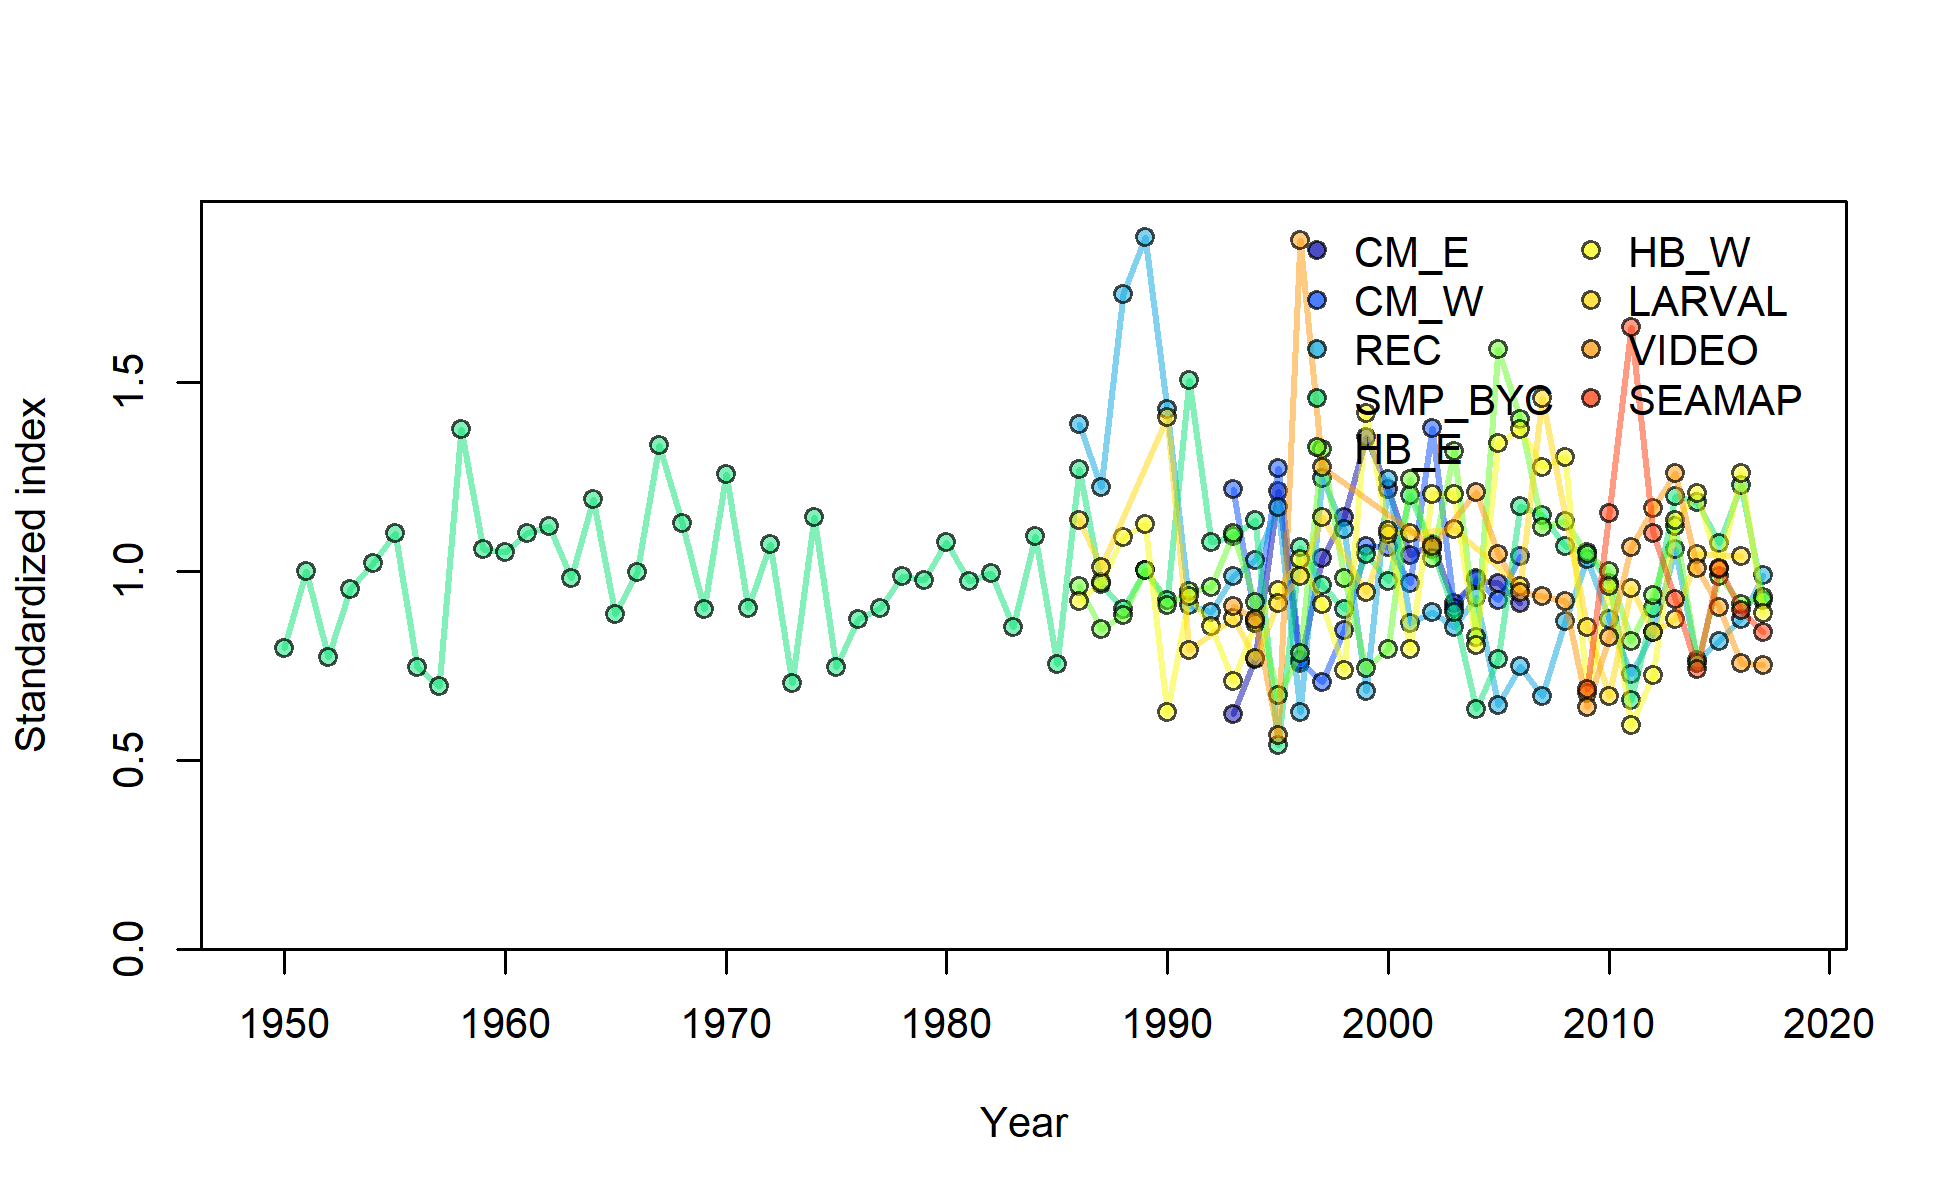 CM_E
CM_W
REC
SMP_BYC
HB_E
HB_W
LARVAL
VIDEO
SEAMAP
Standardized index
1.5
1.0
0.5
0.0
1950 1960 1970 1980 1990 2000 2010 2020
Year